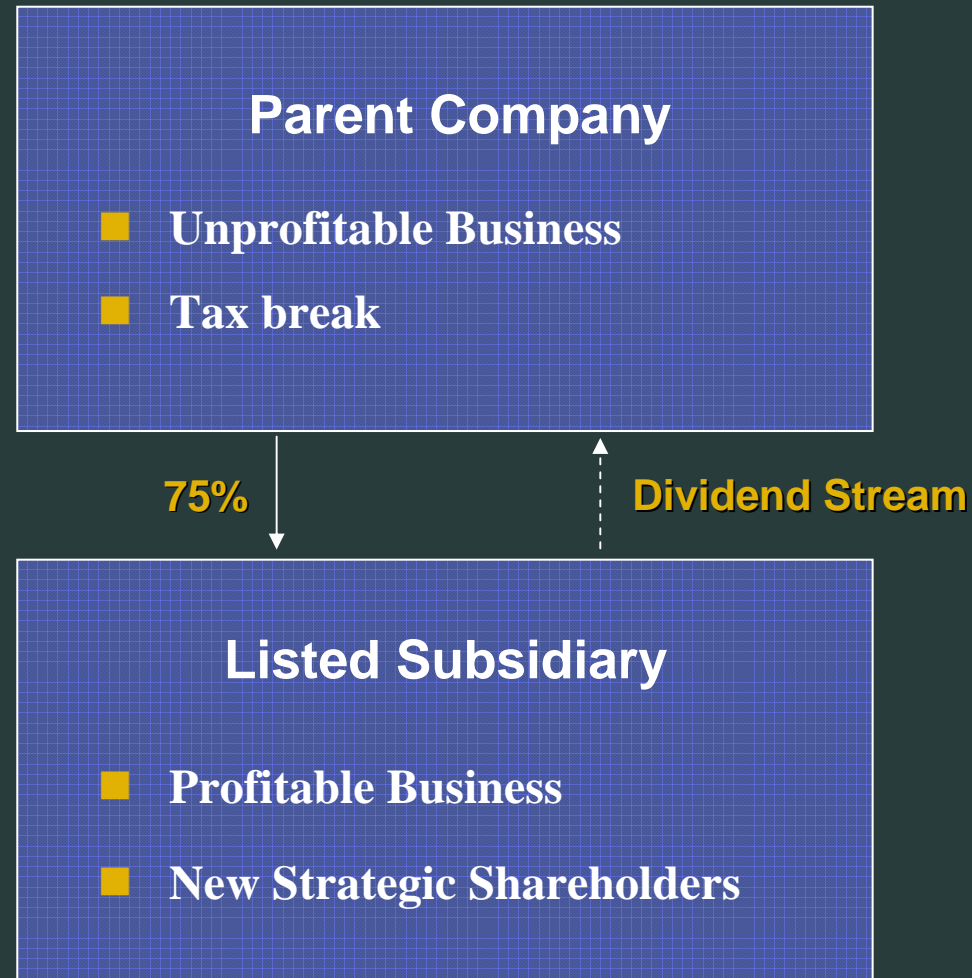 Parent Company
Unprofitable Business
Tax break
75%
Dividend Stream
Listed Subsidiary
Profitable Business
New Strategic Shareholders